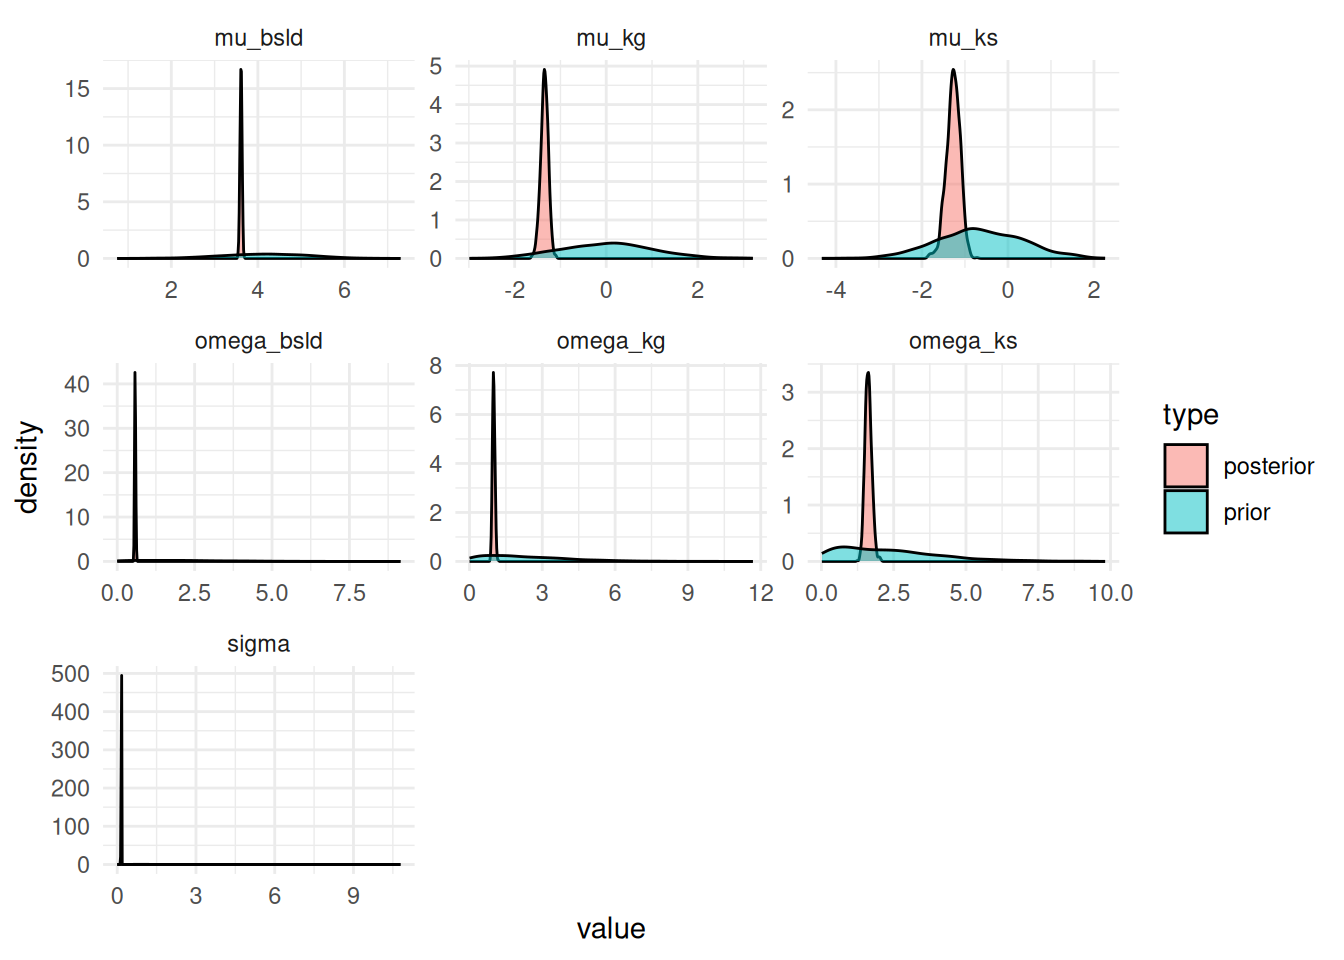 mu_bsld mu_kg mu_ks
15
10
5
0
2 4 6
5
4
3
2
1
0
-2 0 2
2
1
0
-4 -2 0 2
omega_bsld omega_kg omega_ks
40
30
20
10
0
0.0 2.5 5.0 7.5
8
6
4
2
0
0 3 6 9 12
3
2
1
0
0.0 2.5 5.0 7.5 10.0
sigma
500
400
300
200
100
0
0 3 6 9
density
value
type
posterior
prior